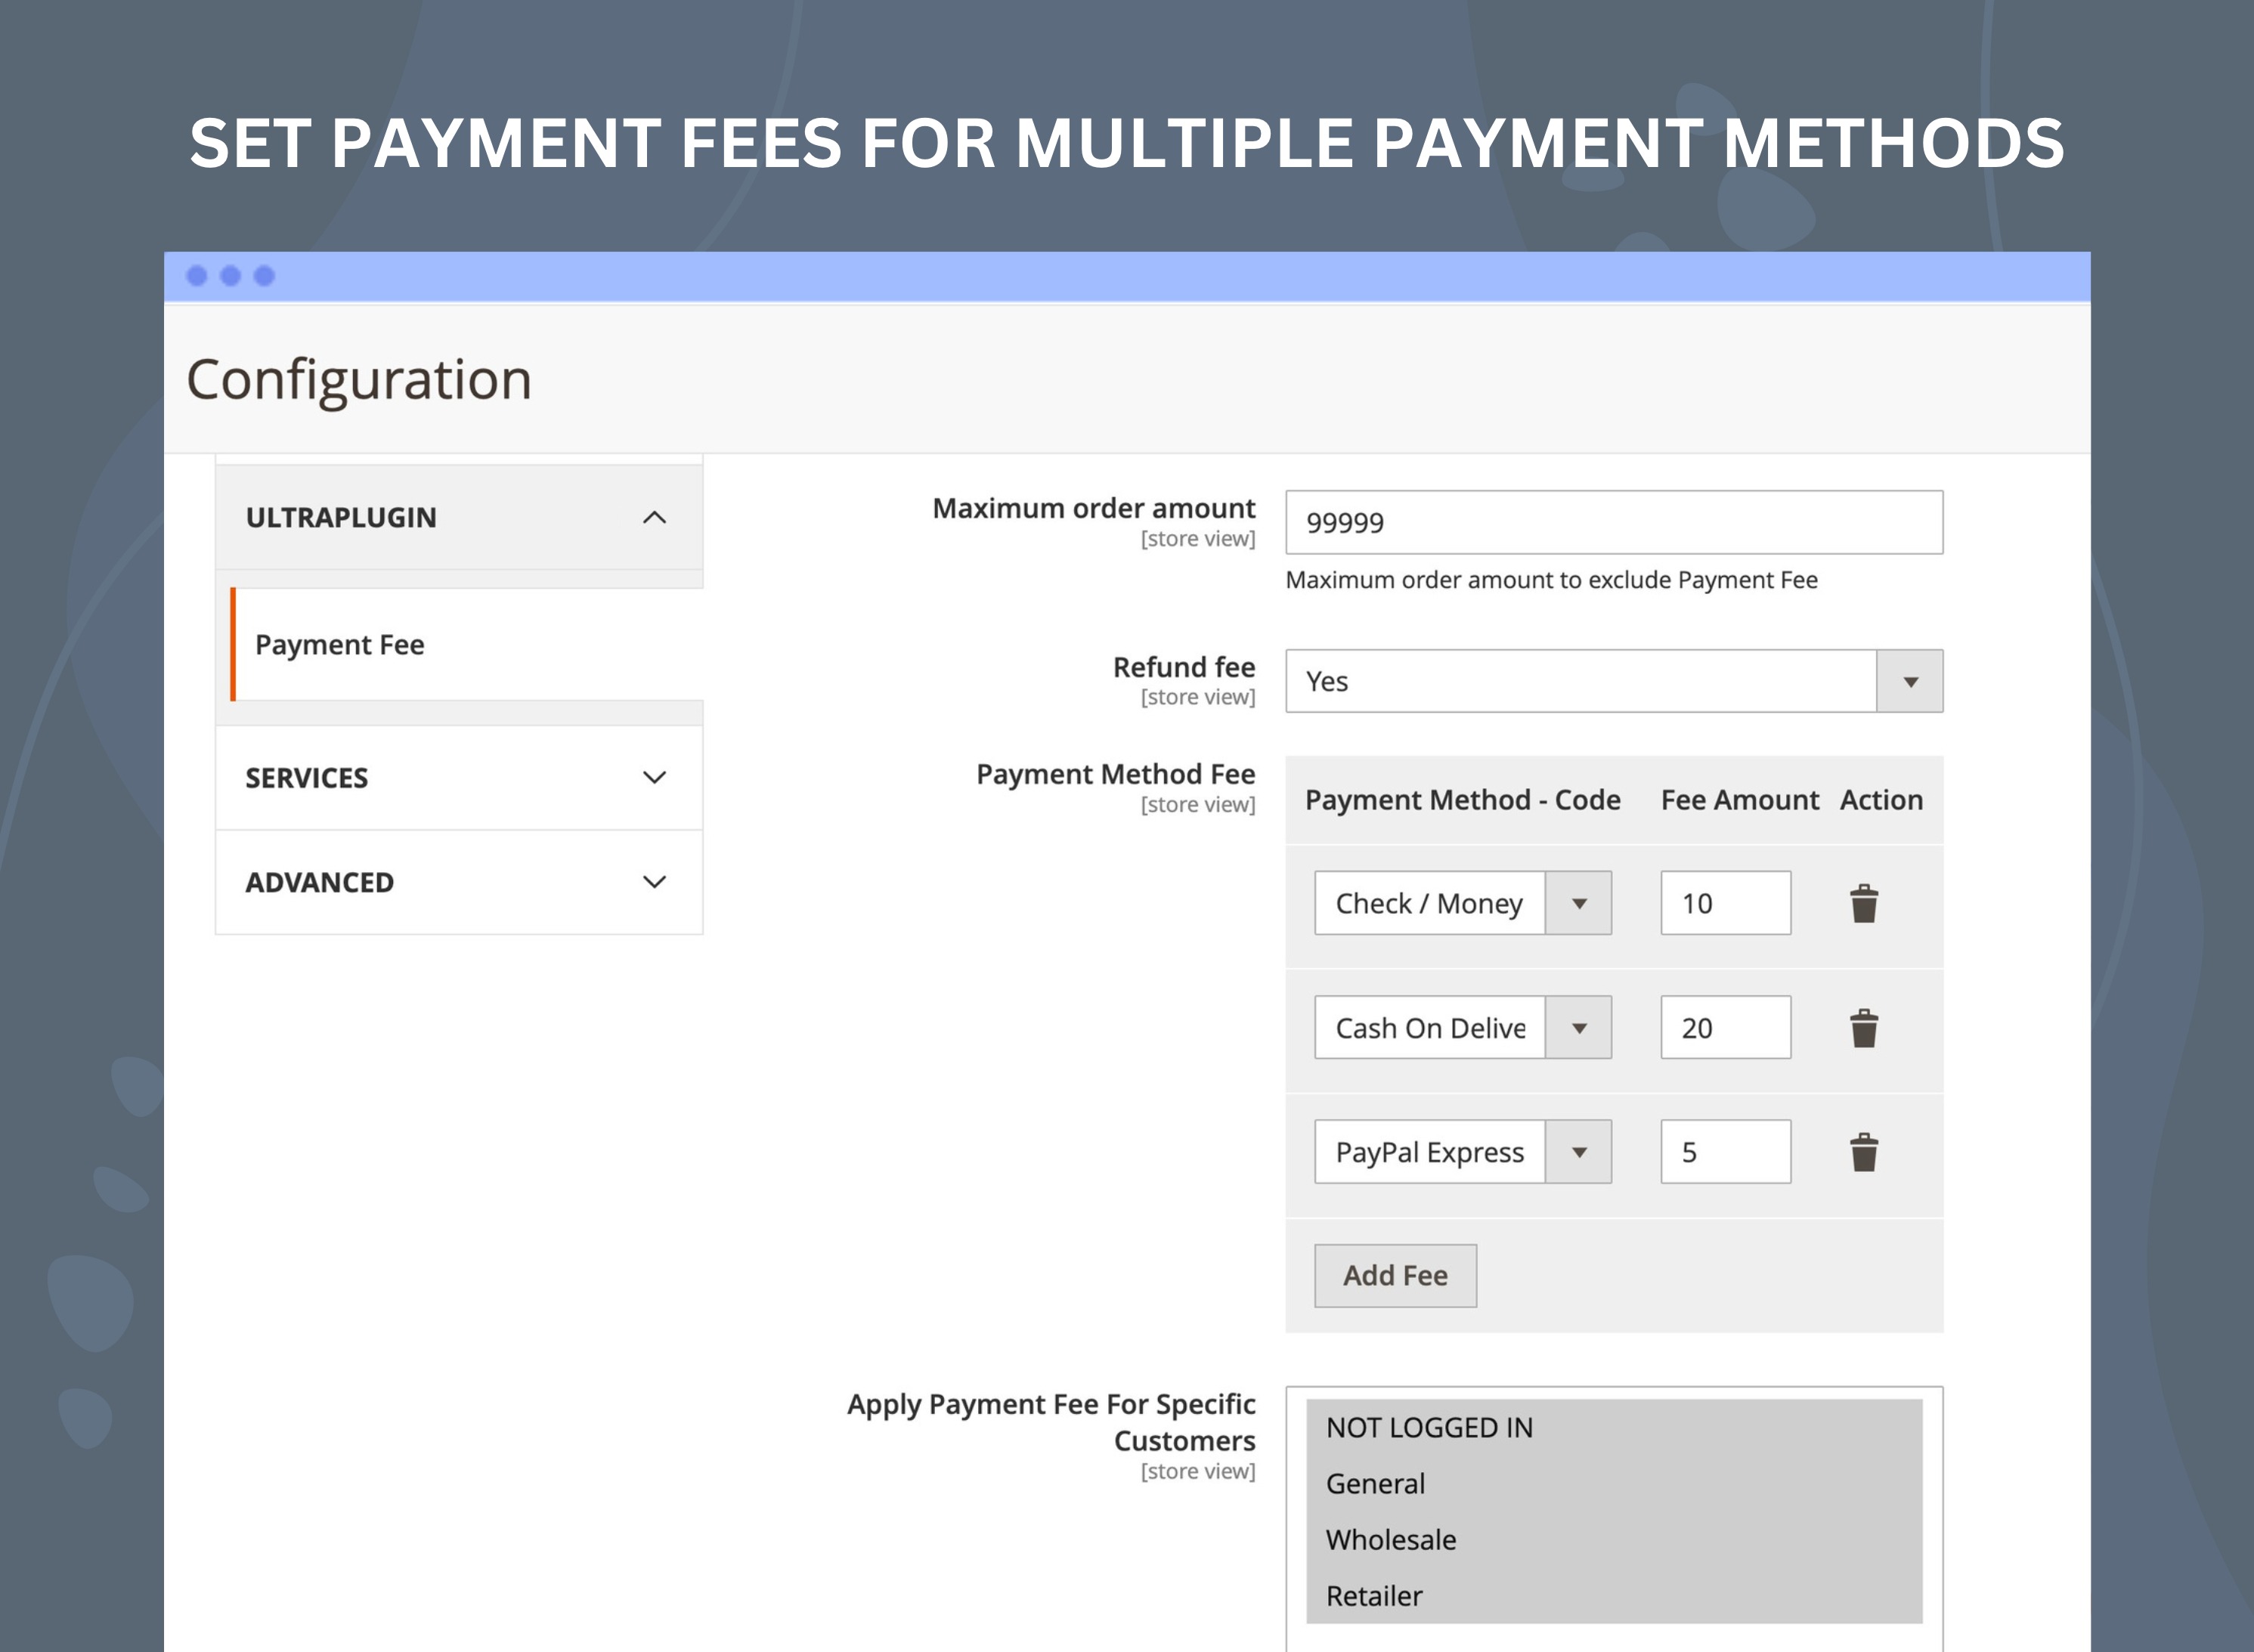 SET PAYMENT FEES FOR MULTIPLE PAYMENT METHODS
Configuration
ULTRAPLUGIN
Payment Fee
SERVICES
ADVANCED
Maximum order amount
[store view]
99999
Maximum order amount to exclude Payment Fee
Refund fee
[store view]
Yes
Payment Method Fee
[store view]
Payment Method - Code Fee Amount Action
Check / Money 10
Cash On Delive 20
PayPal Express 5
Add Fee
Apply Payment Fee For Specific
Customers
[store view]
NOT LOGGED IN
General
Wholesale
Retailer